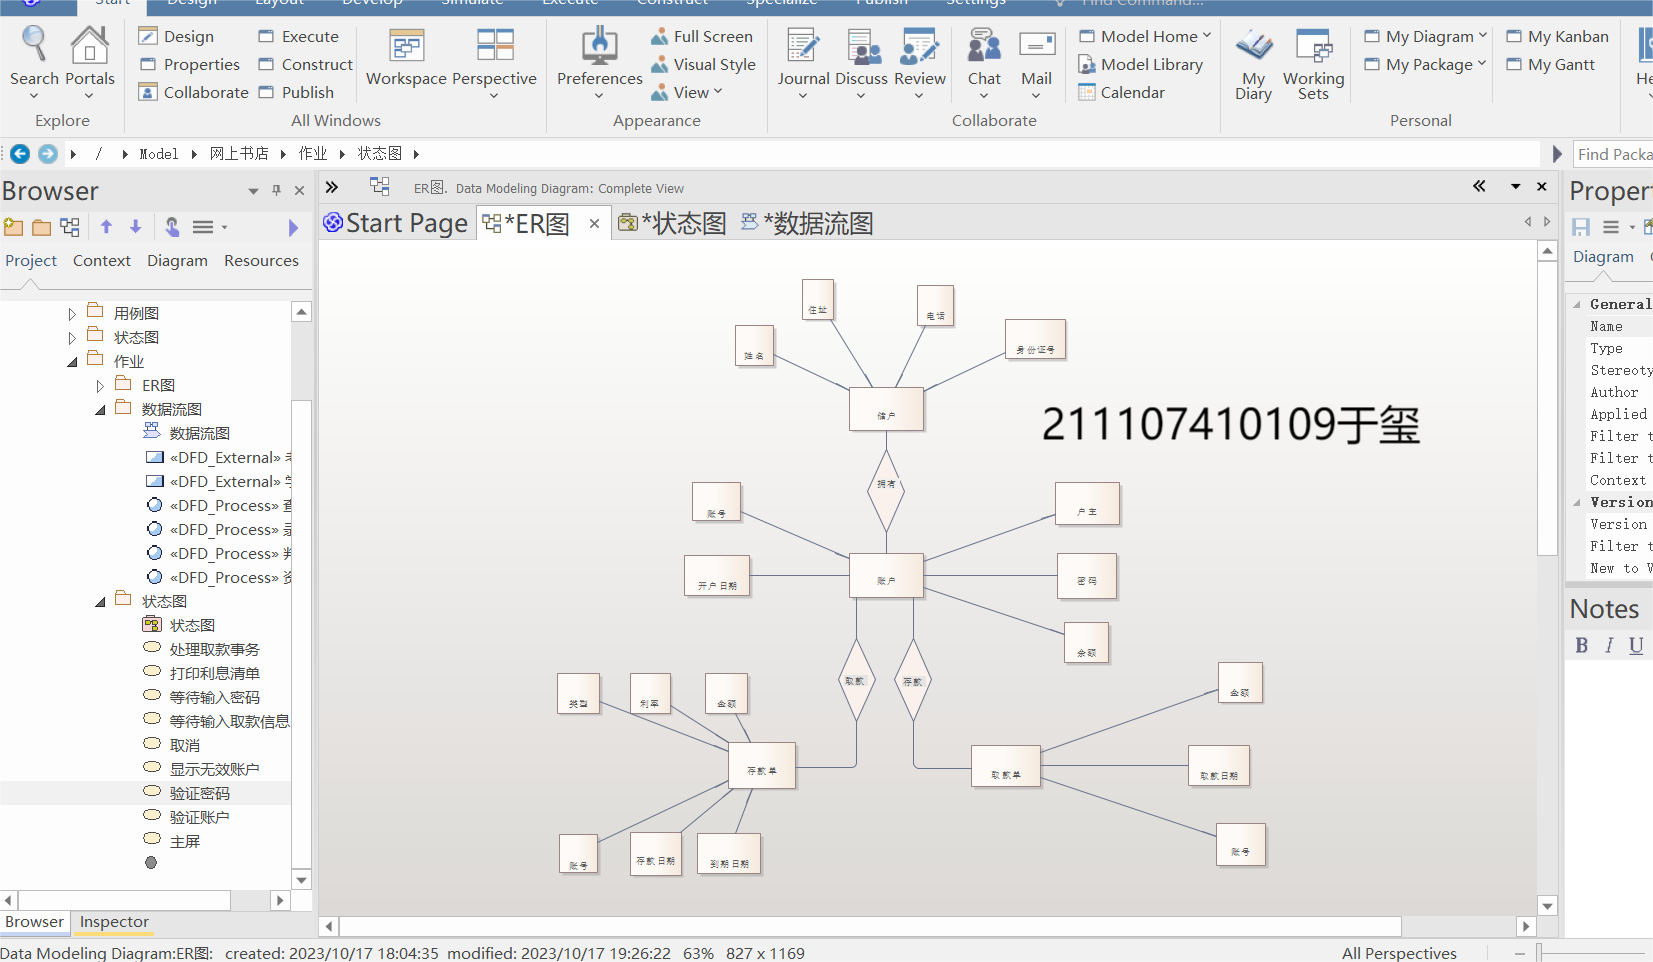 Start Design Layout Develop Simulate Execute Construct Specialize Publish Settings Find Command...
Design Execute Full Screen Model Home My Diagram My Kanban
Properties Construct Visual Style Model Library My Package My Gantt
Search Portals Collaborate Publish Workspace Perspective Preferences View Journal Discuss Review Chat Mail Calendar My Diary Working Sets He
Explore All Windows Appearance Collaborate Personal
/ Model 网上书店 作业 状态图
Find Packa
Browser
ER图. Data Modeling Diagram: Complete View
Proper
Start Page *ER图 *状态图 *数据流图
Project Context Diagram Resources
Diagram
用例图
状态图
作业
ER图
数据流图
数据流图
«DFD_External»
«DFD_External»
«DFD_Process»
«DFD_Process»
«DFD_Process»
«DFD_Process»
状态图
状态图
处理取款事务
打印利息清单
等待输入密码
等待输入取款信息
取消
显示无效账户
验证密码
验证账户
主屏
Browser Inspector
住址
电话
姓名
身份证号
储户
211107410109于玺
拥有
账号
户主
开户日期
账户
密码
余额
取款
存款
类型
利率
金额
金额
存款单
取款单
取款日期
账号
存款日期
到期日期
账号
General
Name
Type
Stereoty
Author
Applied
Filter t
Filter t
Context
Version
Version
Filter t
New to V
Notes
B I U
Data Modeling Diagram:ER图: created: 2023/10/17 18:04:35 modified: 2023/10/17 19:26:22 63% 827 x 1169 All Perspectives